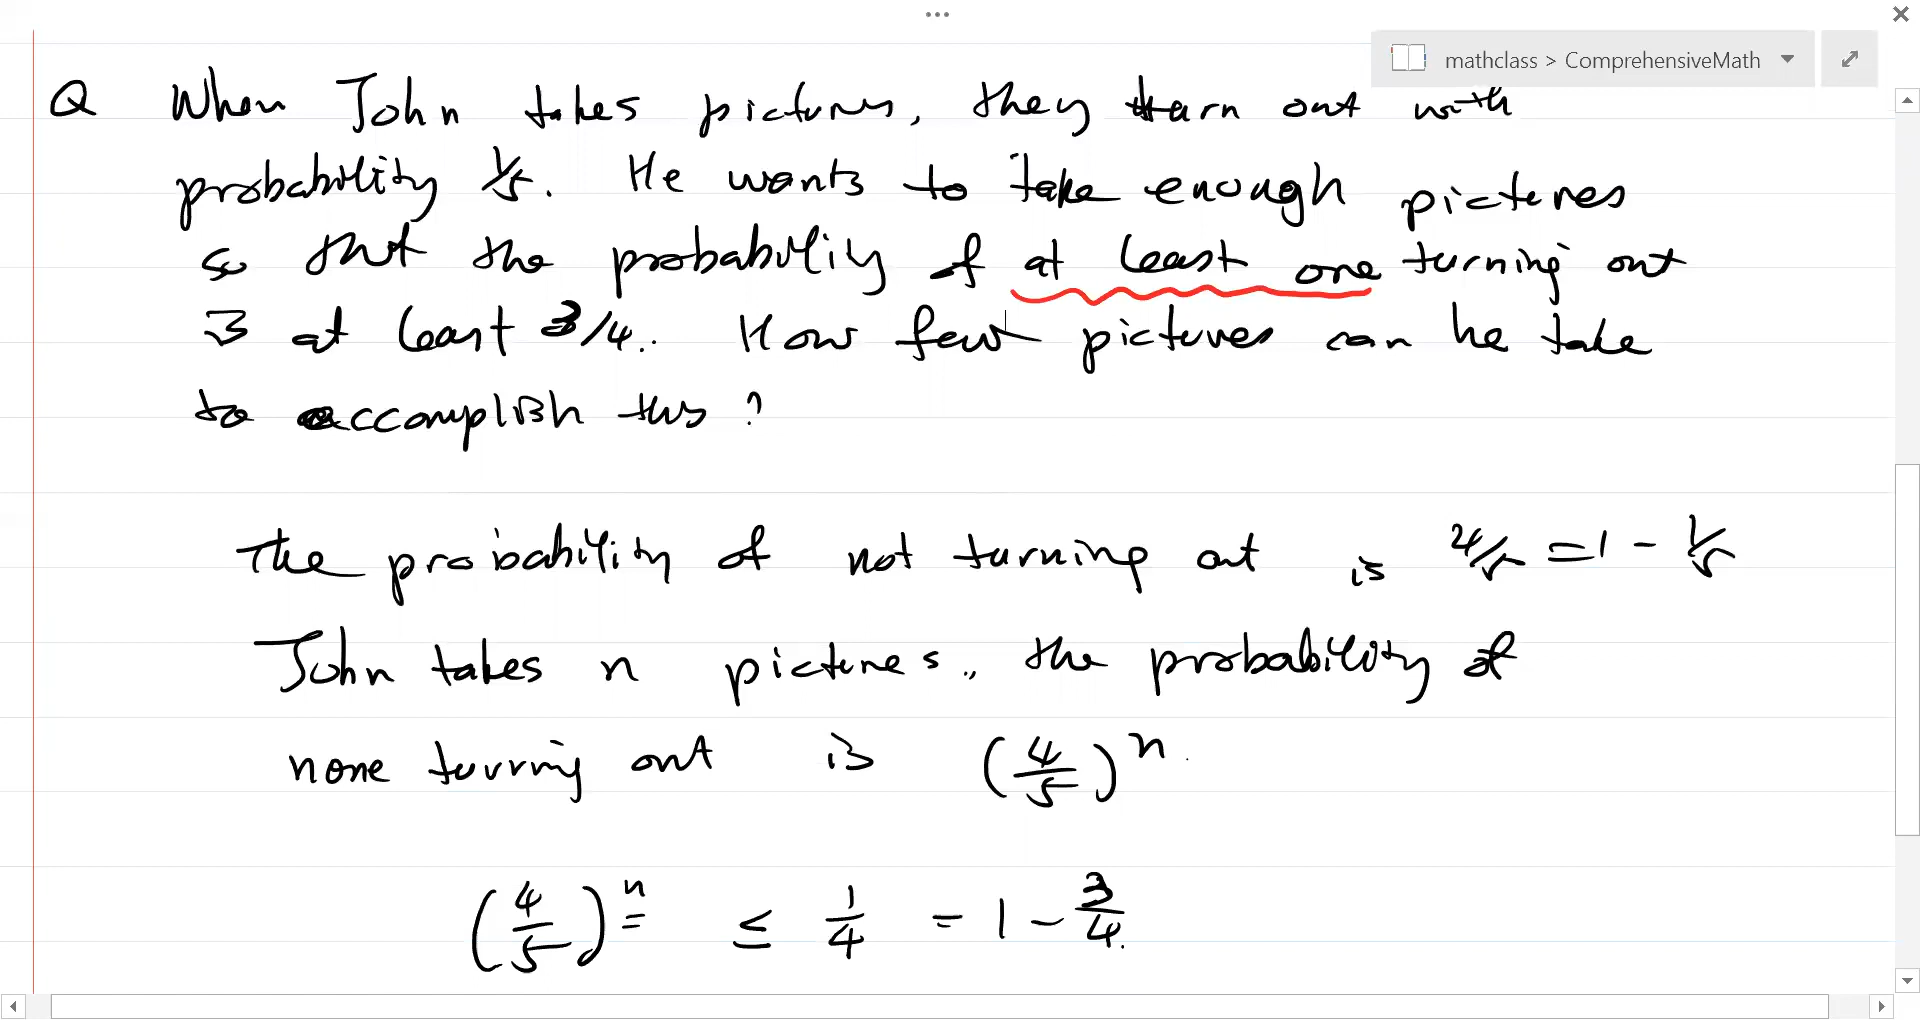 mathclass > ComprehensiveMath
Q When John takes pictures, they turn out with
probability 1/5. He wants to take enough pictures
so that the probability of at least one turning out
is at least 3/4. How few pictures can he take
to accomplish this?
The probability of not turning out is 4/5 = 1 - 1/5
John takes n pictures, the probability of
none turning out is (4/5)^n.
(4/5)^n ≤ 1/4 = 1 - 3/4.